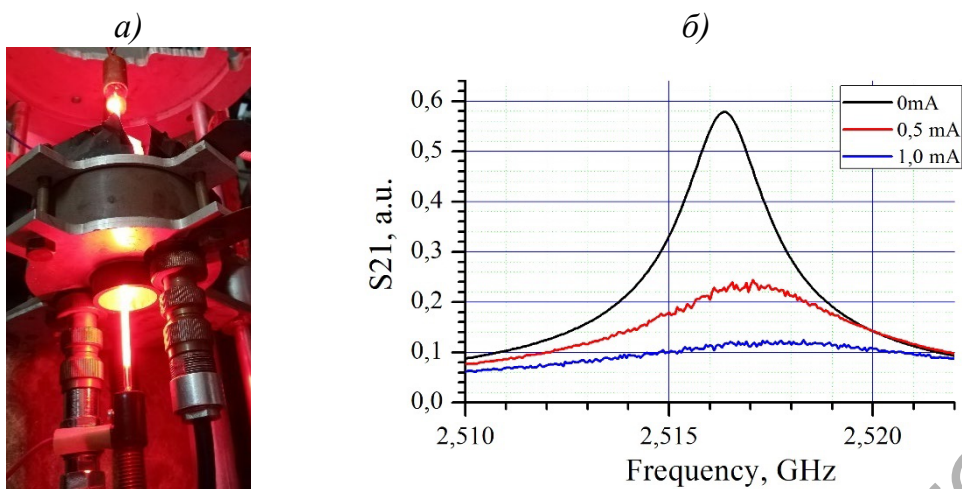 а)
б)
S21, a.u.
0,6
0,5
0,4
0,3
0,2
0,1
0,0
0mA
0,5 mA
1,0 mA
2,510
2,515
2,520
Frequency, GHz